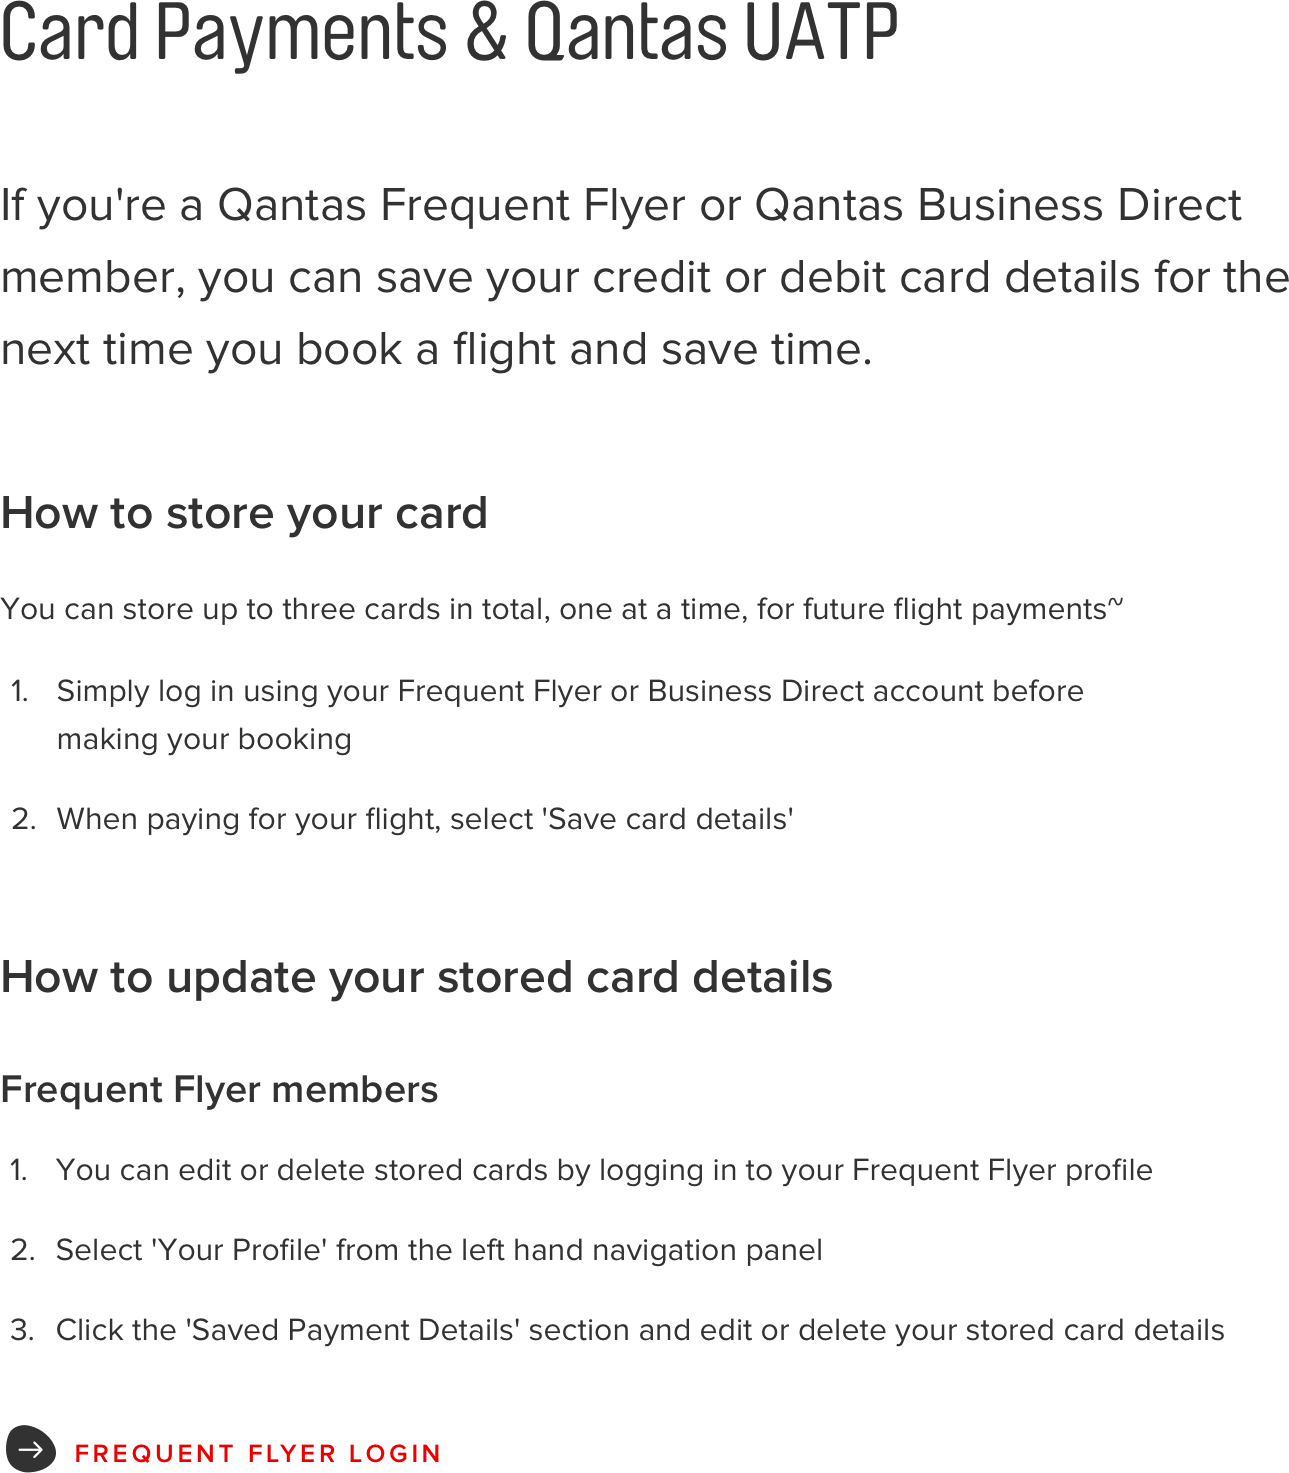 Card Payments & Qantas UATP
If you're a Qantas Frequent Flyer or Qantas Business Direct
member, you can save your credit or debit card details for the
next time you book a flight and save time.
How to store your card
You can store up to three cards in total, one at a time, for future flight payments~
1. Simply log in using your Frequent Flyer or Business Direct account before
making your booking
2. When paying for your flight, select 'Save card details'
How to update your stored card details
Frequent Flyer members
1. You can edit or delete stored cards by logging in to your Frequent Flyer profile
2. Select 'Your Profile' from the left hand navigation panel
3. Click the 'Saved Payment Details' section and edit or delete your stored card details
FREQUENT FLYER LOGIN